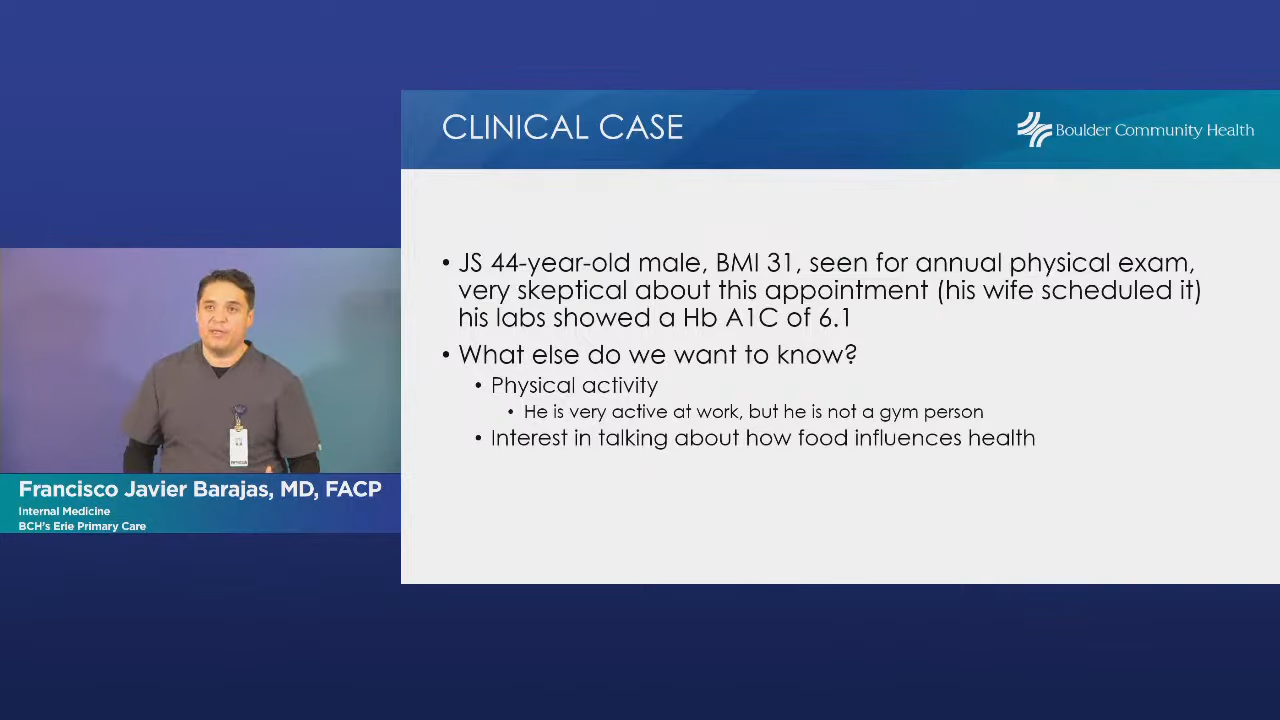 CLINICAL CASE
Boulder Community Health
• JS 44-year-old male, BMI 31, seen for annual physical exam,
very skeptical about this appointment (his wife scheduled it)
his labs showed a Hb A1C of 6.1
• What else do we want to know?
• Physical activity
• He is very active at work, but he is not a gym person
• Interest in talking about how food influences health
Francisco Javier Barajas, MD, FACP
Internal Medicine
BCH's Erie Primary Care